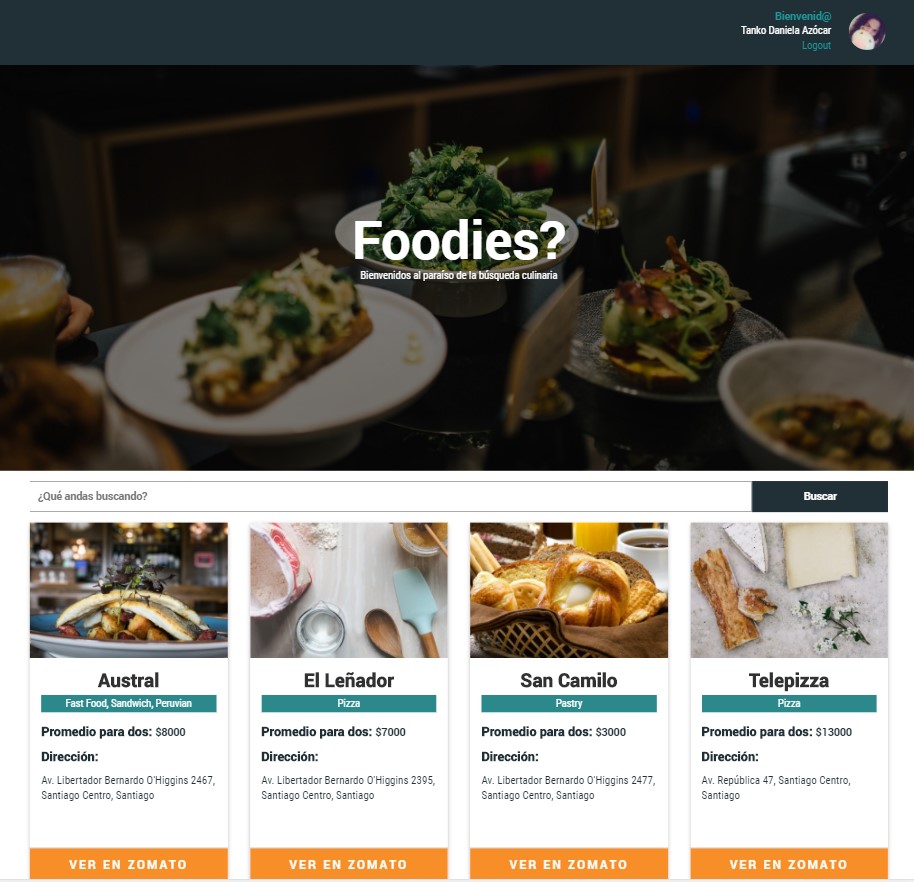 Bienvenid@
Tanko Daniela Azócar
Logout
Foodies?
Bienvenidos al paraíso de la búsqueda culinaria
¿Qué andas buscando?
Buscar
Austral
Fast Food, Sandwich, Peruvian
Promedio para dos: $8000
Dirección:
Av. Libertador Bernardo O'Higgins 2467,
Santiago Centro, Santiago
VER EN ZOMATO
El Leñador
Pizza
Promedio para dos: $7000
Dirección:
Av. Libertador Bernardo O'Higgins 2395,
Santiago Centro, Santiago
VER EN ZOMATO
San Camilo
Pastry
Promedio para dos: $3000
Dirección:
Av. Libertador Bernardo O'Higgins 2477,
Santiago Centro, Santiago
VER EN ZOMATO
Telepizza
Pizza
Promedio para dos: $13000
Dirección:
Av. República 47, Santiago Centro,
Santiago
VER EN ZOMATO